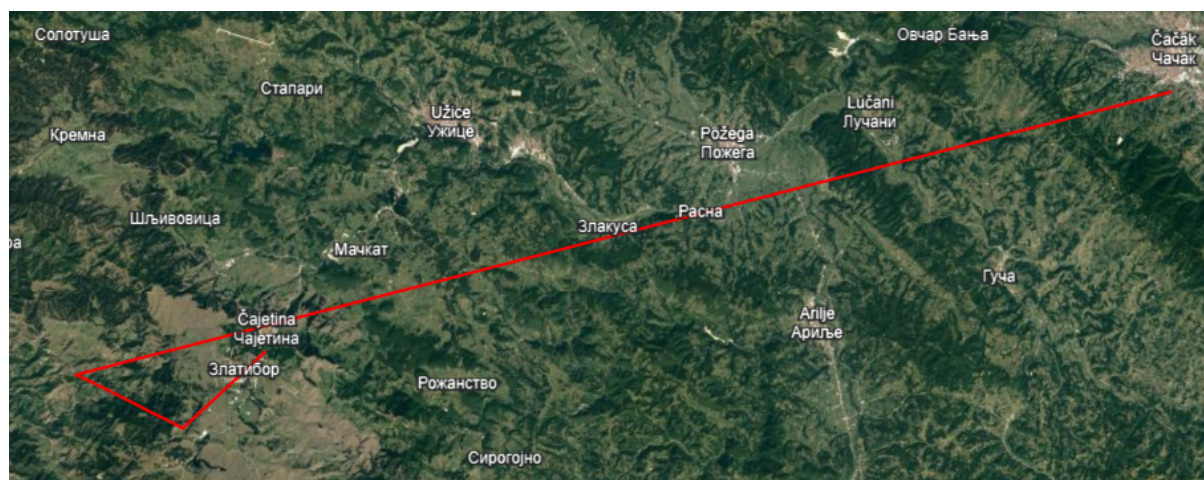 Солотуша
Овчар Бања
Čačak
Чачак
Стапари
Lučani
Лучани
Užice
Ужице
Кремна
Požega
Пожега
Шљивовица
Расна
Злакуса
ра
Мачкат
Гуча
Čajetina
Чајетина
Arilje
Ариље
Златибор
Рожанство
Сирогојно